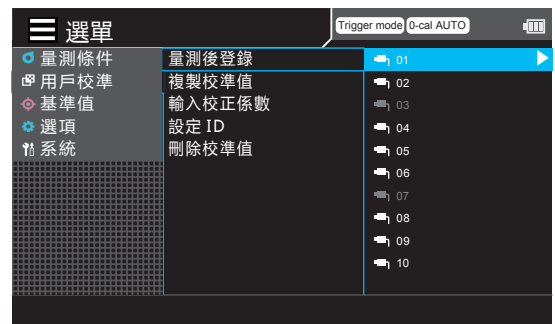 選單
Trigger mode 0-cal AUTO
量測條件
用戶校準
基準值
選項
系統
量測後登錄
複製校準值
輸入校正係數
設定 ID
刪除校準值
01
02
03
04
05
06
07
08
09
10